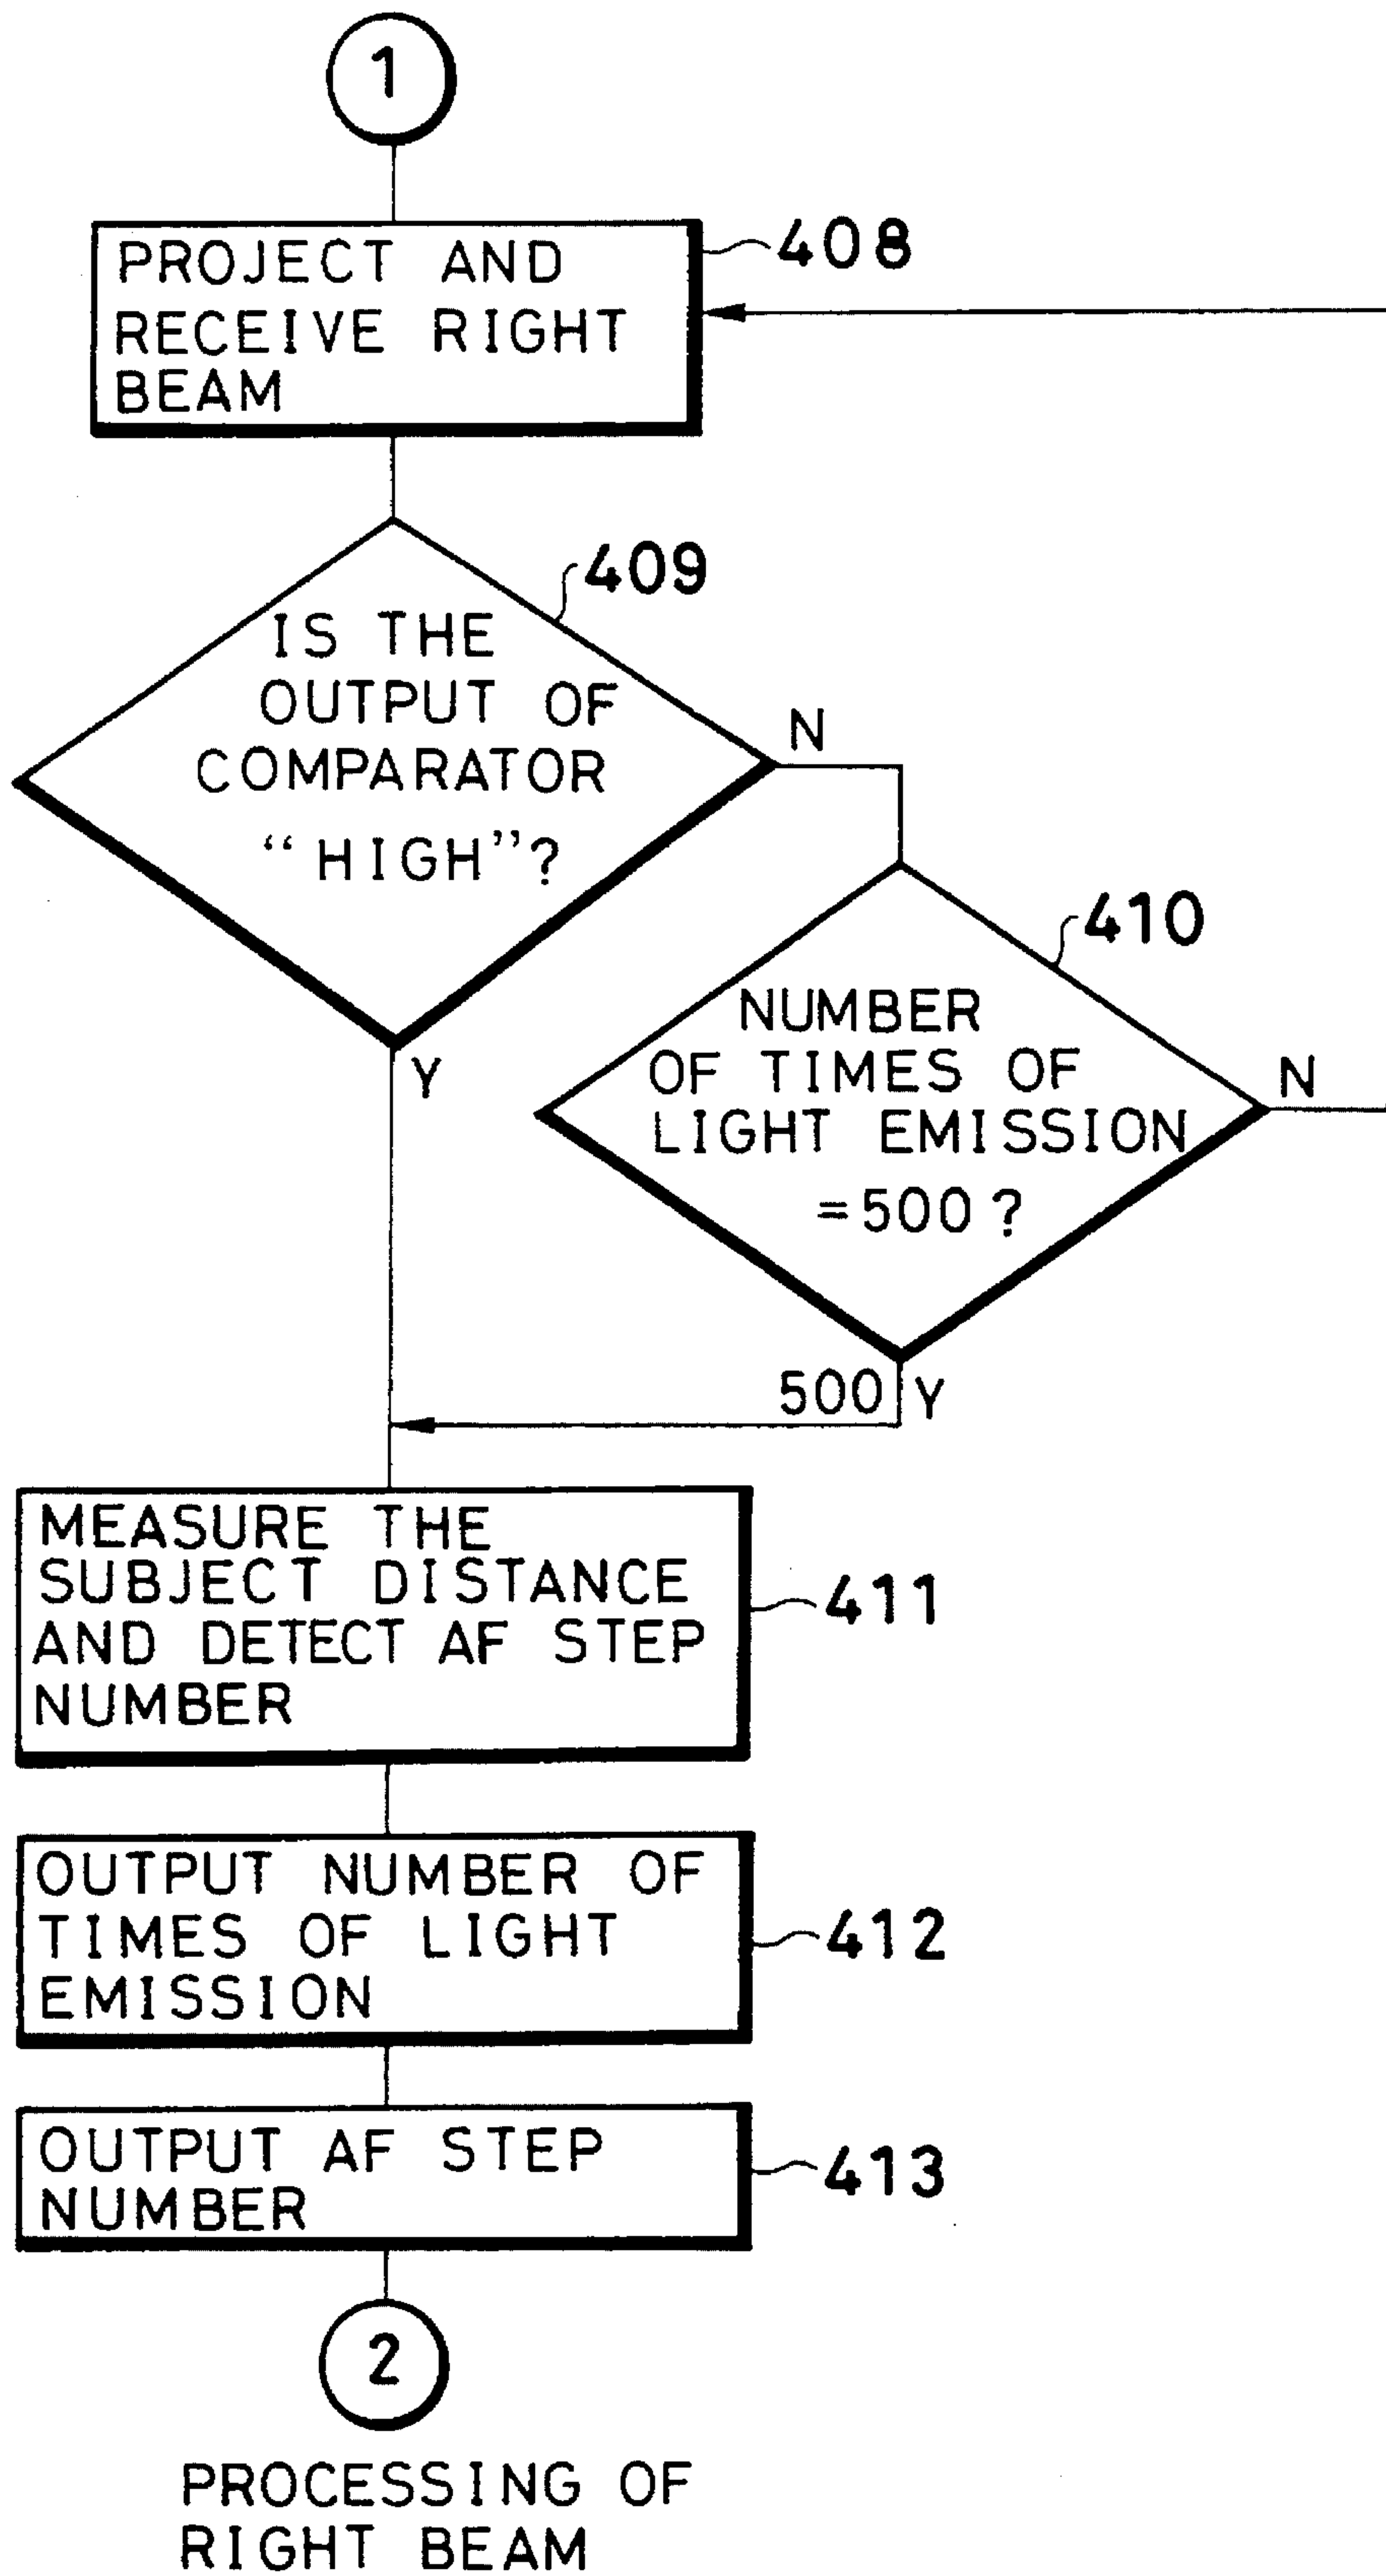 1
PROJECT AND
RECEIVE RIGHT
BEAM
408
IS THE
OUTPUT OF
COMPARATOR
“HIGH”?
409
N
Y
NUMBER
OF TIMES OF
LIGHT EMISSION
=500?
410
N
500 Y
MEASURE THE
SUBJECT DISTANCE
AND DETECT AF STEP
NUMBER
411
OUTPUT NUMBER OF
TIMES OF LIGHT
EMISSION
412
OUTPUT AF STEP
NUMBER
413
2
PROCESSING OF
RIGHT BEAM